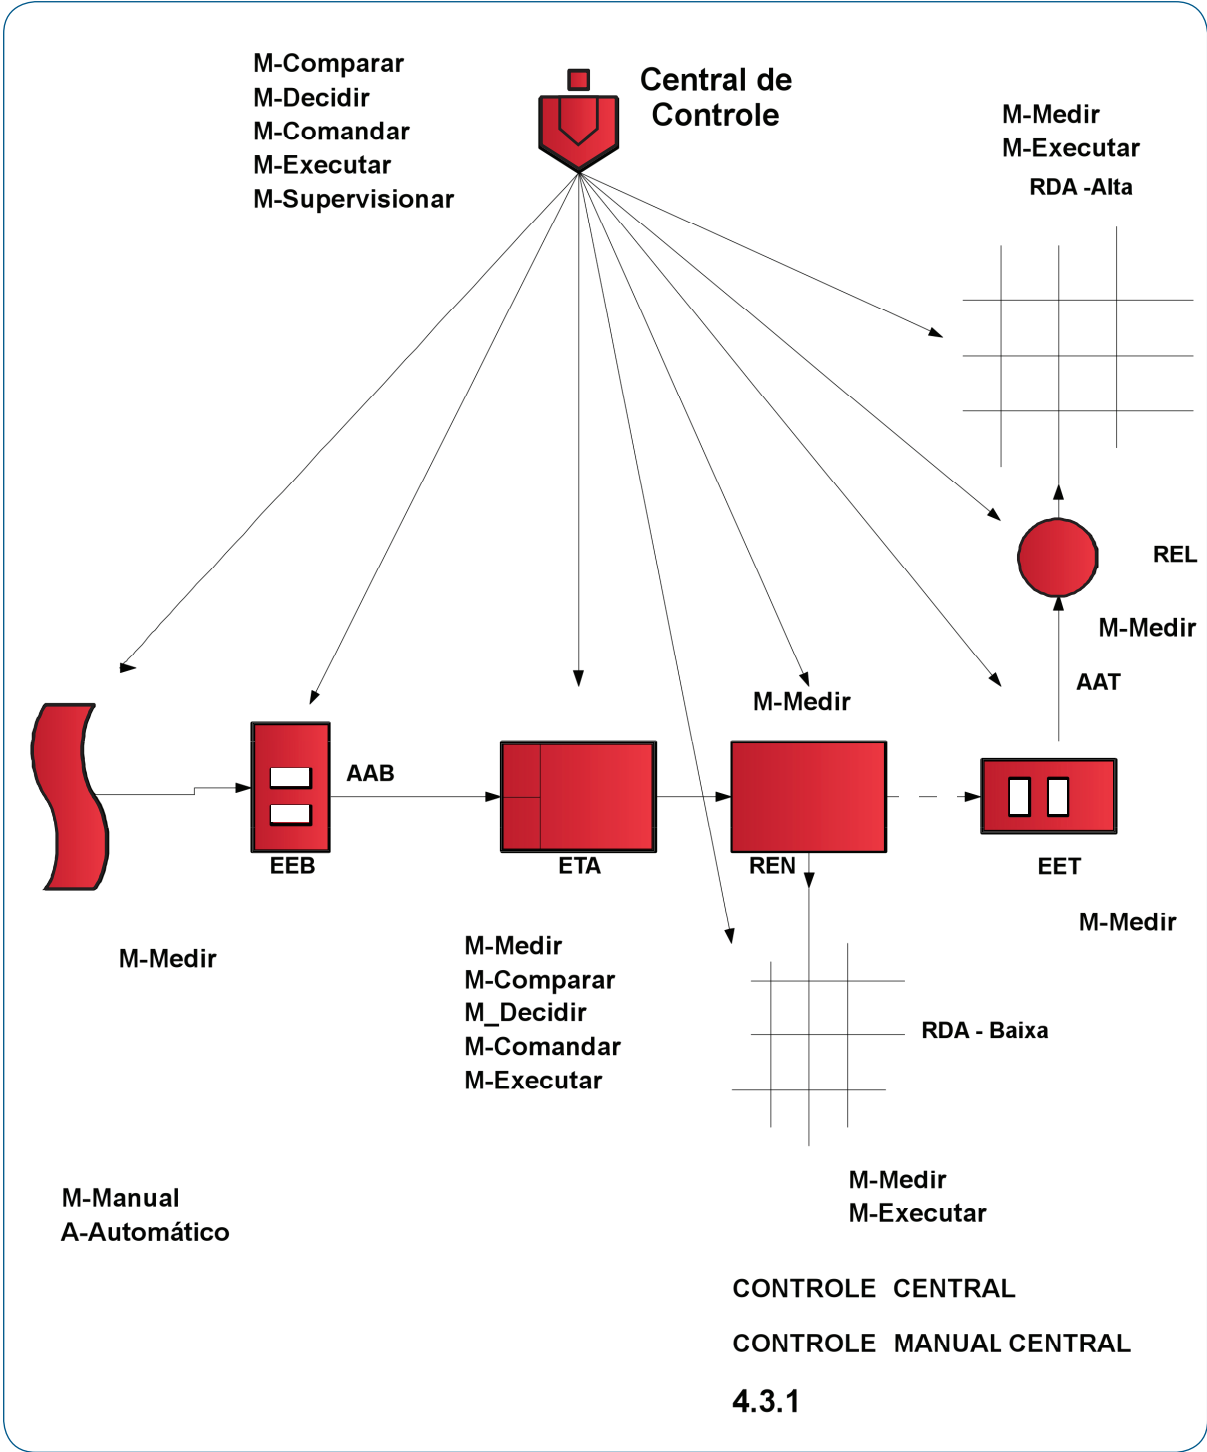 M-Comparar
M-Decidir
M-Comandar
M-Executar
M-Supervisionar
Central de
Controle
M-Medir
M-Executar
RDA -Alta
REL
M-Medir
AAT
M-Medir
AAB
EEB
ETA
REN
EET
M-Medir
M-Medir
M-Medir
M-Comparar
M_Decidir
M-Comandar
M-Executar
RDA - Baixa
M-Medir
M-Executar
M-Manual
A-Automático
CONTROLE CENTRAL
CONTROLE MANUAL CENTRAL
4.3.1